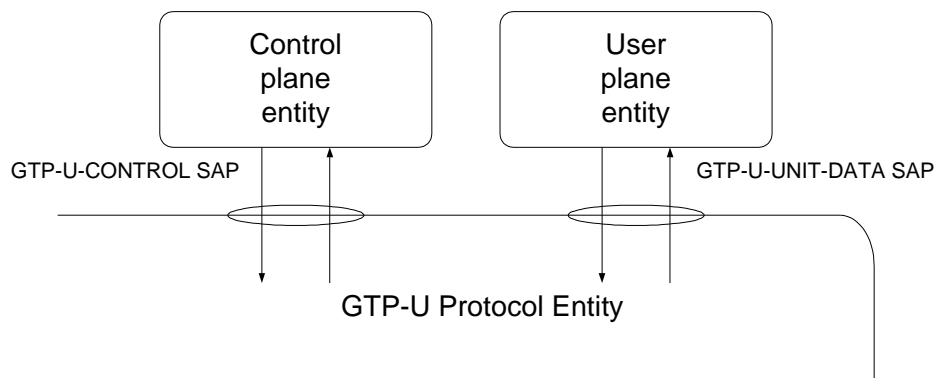 Control
plane
entity
User
plane
entity
GTP-U-CONTROL SAP
GTP-U-UNIT-DATA SAP
GTP-U Protocol Entity